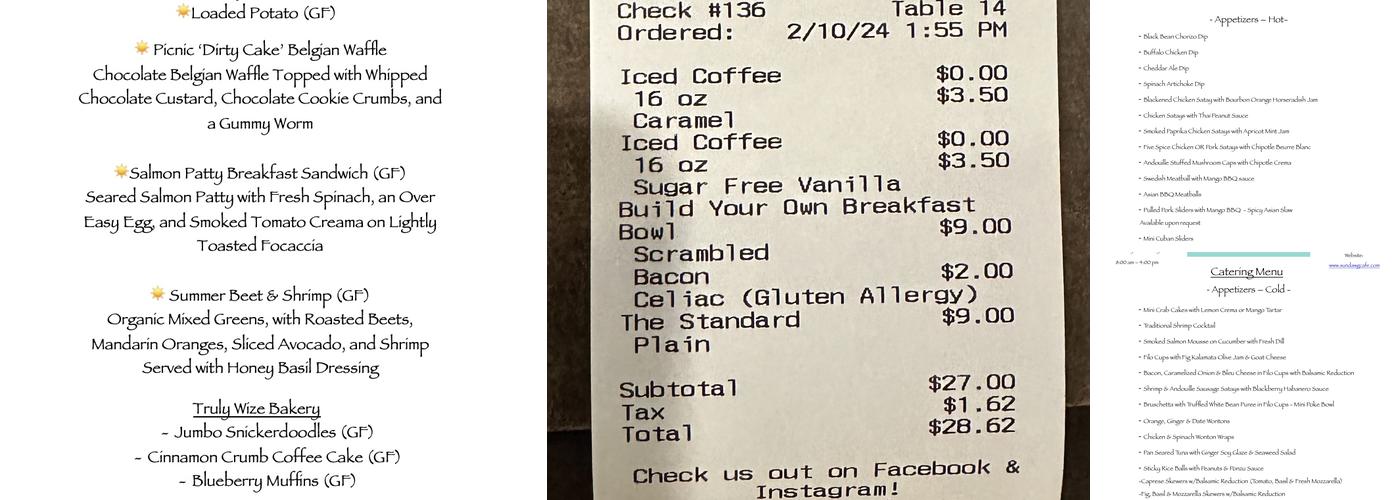 Loaded Potato (GF)
Picnic 'Dirty Cake' Belgian Waffle
Chocolate Belgian Waffle Topped with Whipped
Chocolate Custard, Chocolate Cookie Crumbs, and
a Gummy Worm
Salmon Patty Breakfast Sandwich (GF)
Seared Salmon Patty with Fresh Spinach, an Over
Easy Egg, and Smoked Tomato Creama on Lightly
Toasted Focaccia
Summer Beet & Shrimp (GF)
Organic Mixed Greens, with Roasted Beets,
Mandarin Oranges, Sliced Avocado, and Shrimp
Served with Honey Basil Dressing
Truly Wize Bakery
- Jumbo Snickerdoodles (GF)
- Cinnamon Crumb Coffee Cake (GF)
- Blueberry Muffins (GF)
Check #136 Table 14
Ordered: 2/10/24 1:55 PM
Iced Coffee $0.00
16 oz $3.50
Caramel
Iced Coffee $0.00
16 oz $3.50
Sugar Free Vanilla
Build Your Own Breakfast
Bowl $9.00
Scrambled
Bacon $2.00
Celiac (Gluten Allergy)
The Standard $9.00
Plain
Subtotal $27.00
Tax $1.62
Total $28.62
Check us out on Facebook &
Instagram!
- Appetizers – Hot-
- Black Bean Chorizo Dip
- Buffalo Chicken Dip
- Cheddar Ale Dip
- Spinach Artichoke Dip
- Blackened Chicken Satay with Bourbon Orange Horseradish Jam
- Chicken Satays with Thai Peanut Sauce
- Smoked Paprika Chicken Satays with Apricot Mint Jam
- Five Spice Chicken OR Pork Satays with Chipotle Beurre Blanc
- Andouille Stuffed Mushroom Caps with Chipotle Crema
- Swedish Meatball with Mango BBQ sauce
- Asian BBQ Meatballs
- Pulled Pork Sliders with Mango BBQ - Spicy Asian Slaw
Available upon request
- Mini Cuban Sliders
8:00 am – 4:00 pm
Website:
www.sundawgcafe.com
Catering Menu
- Appetizers – Cold -
- Mini Crab Cakes with Lemon Crema or Mango Tartar
- Traditional Shrimp Cocktail
- Smoked Salmon Mousse on Cucumber with Fresh Dill
- Filo Cups with Fig Kalamata Olive Jam & Goat Cheese
- Bacon, Caramelized Onion & Bleu Cheese in Filo Cups with Balsamic Reduction
- Shrimp & Andouille Sausage Satays with Blackberry Habanero Sauce
- Bruschetta with Truffled White Bean Puree in Filo Cups - Mini Poke Bowl
- Orange, Ginger & Date Wontons
- Chicken & Spinach Wonton Wraps
- Pan Seared Tuna with Ginger Soy Glaze & Seaweed Salad
- Sticky Rice Balls with Peanuts & Ponzu Sauce
-Caprese Skewers w/Balsamic Reduction (Tomato, Basil & Fresh Mozzarella)
-Fig, Basil & Mozzarella Skewers w/Balsamic Reduction